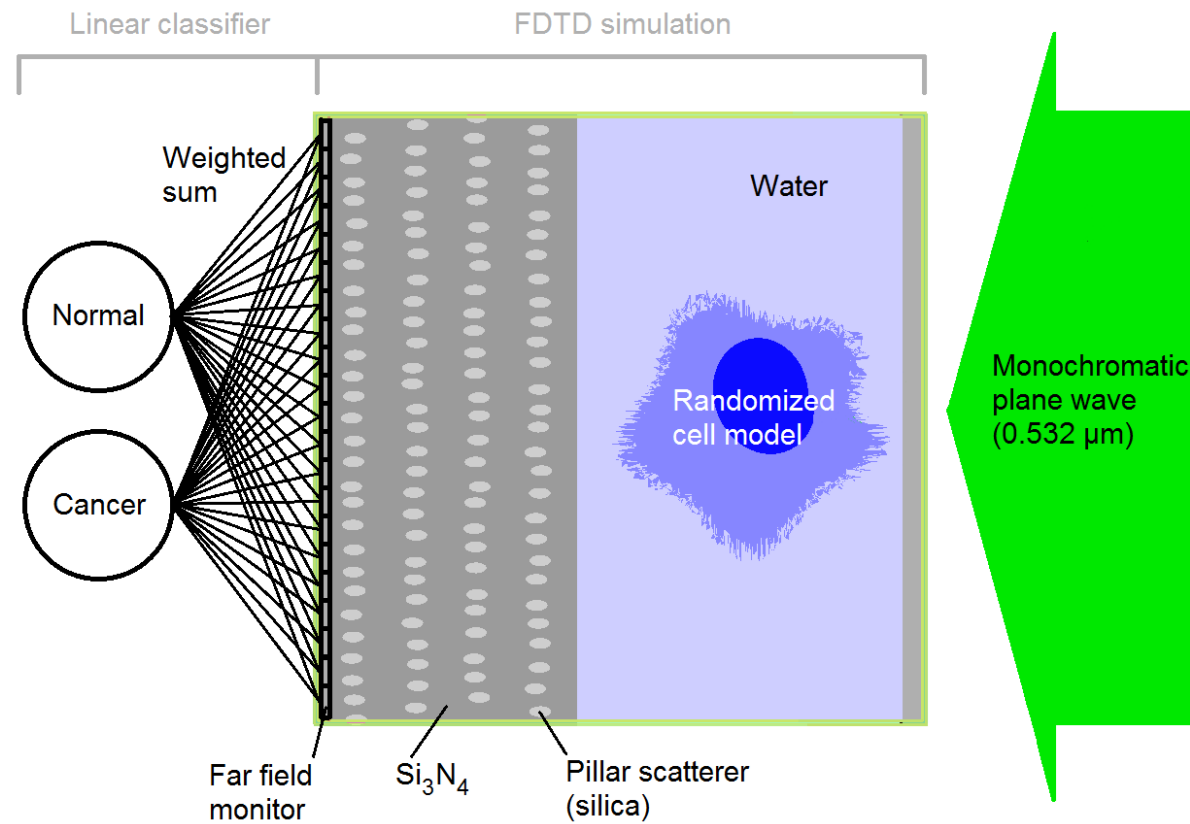 Linear classifier
FDTD simulation
Weighted
sum
Water
Normal
Cancer
Randomized
cell model
Monochromatic
plane wave
(0.532 µm)
Far field
monitor
Si₃N₄
Pillar scatterer
(silica)